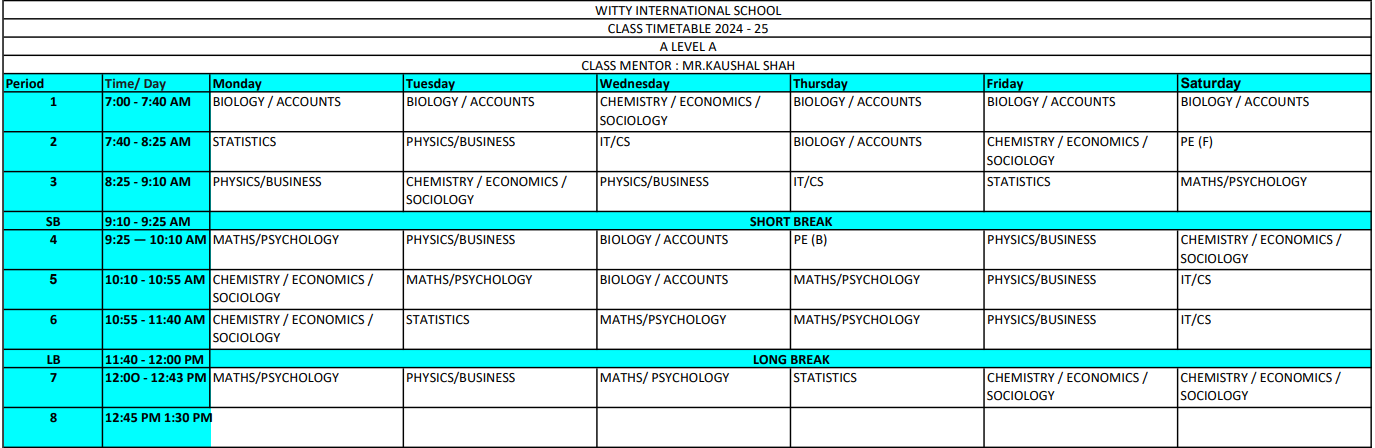 WITTY INTERNATIONAL SCHOOL
CLASS TIMETABLE 2024 - 25
A LEVEL A
CLASS MENTOR : MR.KAUSHAL SHAH
Period Time/ Day Monday Tuesday Wednesday Thursday Friday Saturday
1 7:00 - 7:40 AM BIOLOGY / ACCOUNTS BIOLOGY / ACCOUNTS CHEMISTRY / ECONOMICS / BIOLOGY / ACCOUNTS BIOLOGY / ACCOUNTS BIOLOGY / ACCOUNTS
SOCIOLOGY
2 7:40 - 8:25 AM STATISTICS PHYSICS/BUSINESS IT/CS BIOLOGY / ACCOUNTS CHEMISTRY / ECONOMICS / PE (F)
SOCIOLOGY
3 8:25 - 9:10 AM PHYSICS/BUSINESS CHEMISTRY / ECONOMICS / PHYSICS/BUSINESS IT/CS STATISTICS MATHS/PSYCHOLOGY
SOCIOLOGY
SB 9:10 - 9:25 AM SHORT BREAK
4 9:25 — 10:10 AM MATHS/PSYCHOLOGY PHYSICS/BUSINESS BIOLOGY / ACCOUNTS PE (B) PHYSICS/BUSINESS CHEMISTRY / ECONOMICS /
SOCIOLOGY
5 10:10 - 10:55 AM CHEMISTRY / ECONOMICS / MATHS/PSYCHOLOGY BIOLOGY / ACCOUNTS MATHS/PSYCHOLOGY PHYSICS/BUSINESS IT/CS
SOCIOLOGY
6 10:55 - 11:40 AM CHEMISTRY / ECONOMICS / STATISTICS MATHS/PSYCHOLOGY MATHS/PSYCHOLOGY PHYSICS/BUSINESS IT/CS
SOCIOLOGY
LB 11:40 - 12:00 PM LONG BREAK
7 12:0O - 12:43 PM MATHS/PSYCHOLOGY PHYSICS/BUSINESS MATHS/ PSYCHOLOGY STATISTICS CHEMISTRY / ECONOMICS / CHEMISTRY / ECONOMICS /
SOCIOLOGY SOCIOLOGY
8 12:45 PM 1:30 PM